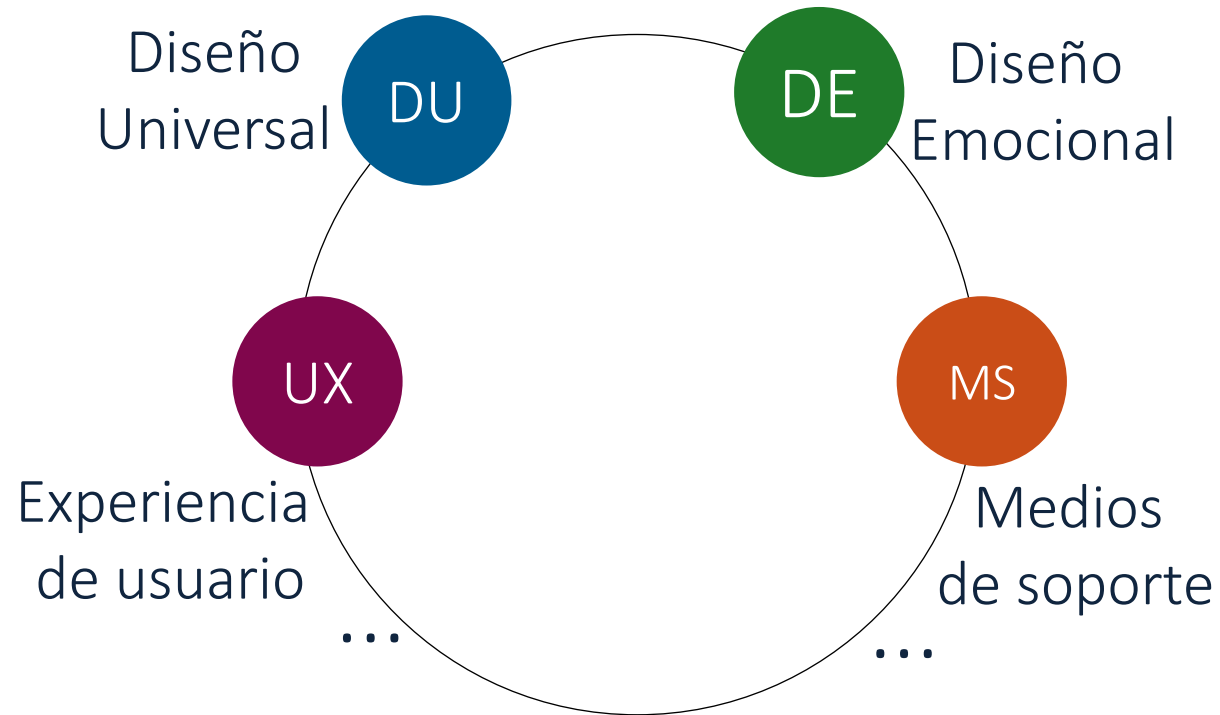 Diseño
Universal
DU
DE
Diseño
Emocional
UX
MS
Experiencia
de usuario
...
Medios
de soporte
...